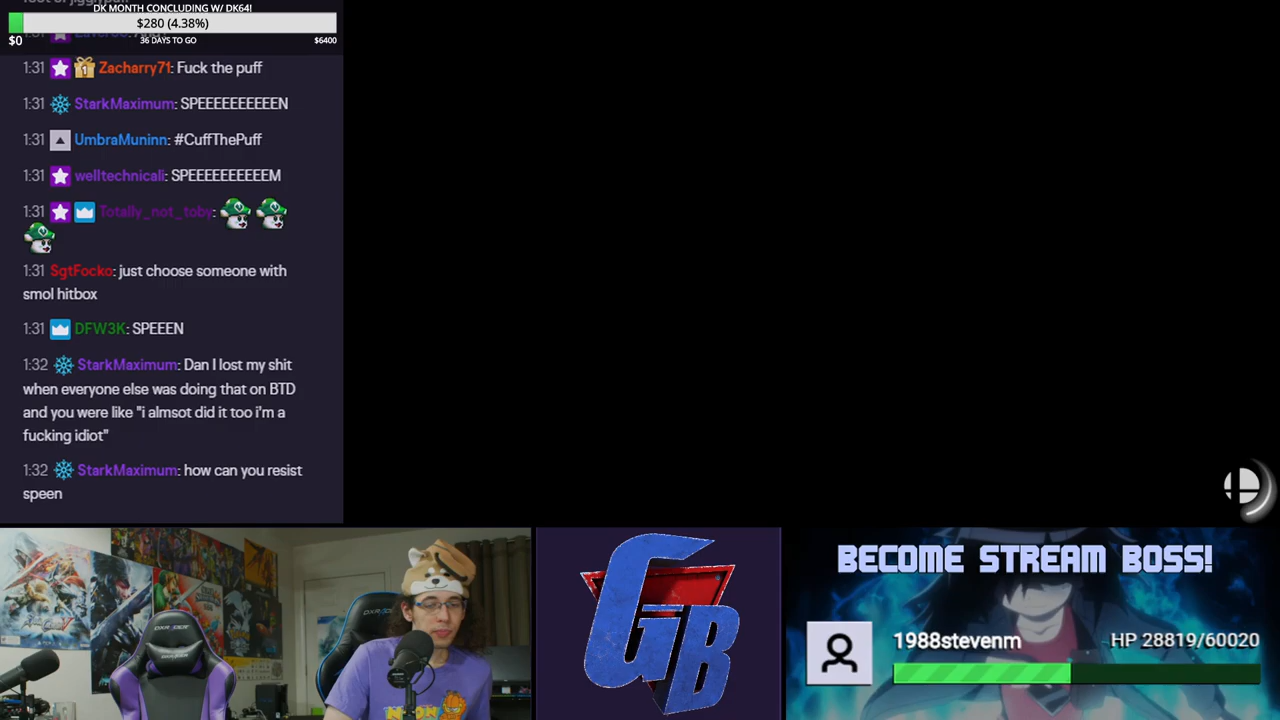 DK MONTH CONCLUDING W/ DK64!
$280 (4.38%)
$0
36 DAYS TO GO
$6400
1:31 Zacharry71: Fuck the puff
1:31 StarkMaximum: SPEEEEEEEEEEN
1:31 UmbraMuninn: #CuffThePuff
1:31 welltechnicali: SPEEEEEEEEEEM
1:31 Totally_not_toby:
1:31 SgtFocko: just choose someone with
smol hitbox
1:31 DFW3K: SPEEEN
1:32 StarkMaximum: Dan I lost my shit
when everyone else was doing that on BTD
and you were like "i almsot did it too i'm a
fucking idiot"
1:32 StarkMaximum: how can you resist
speen
DXRACER
GB
BECOME STREAM BOSS!
1988stevenm
HP 28819/60020